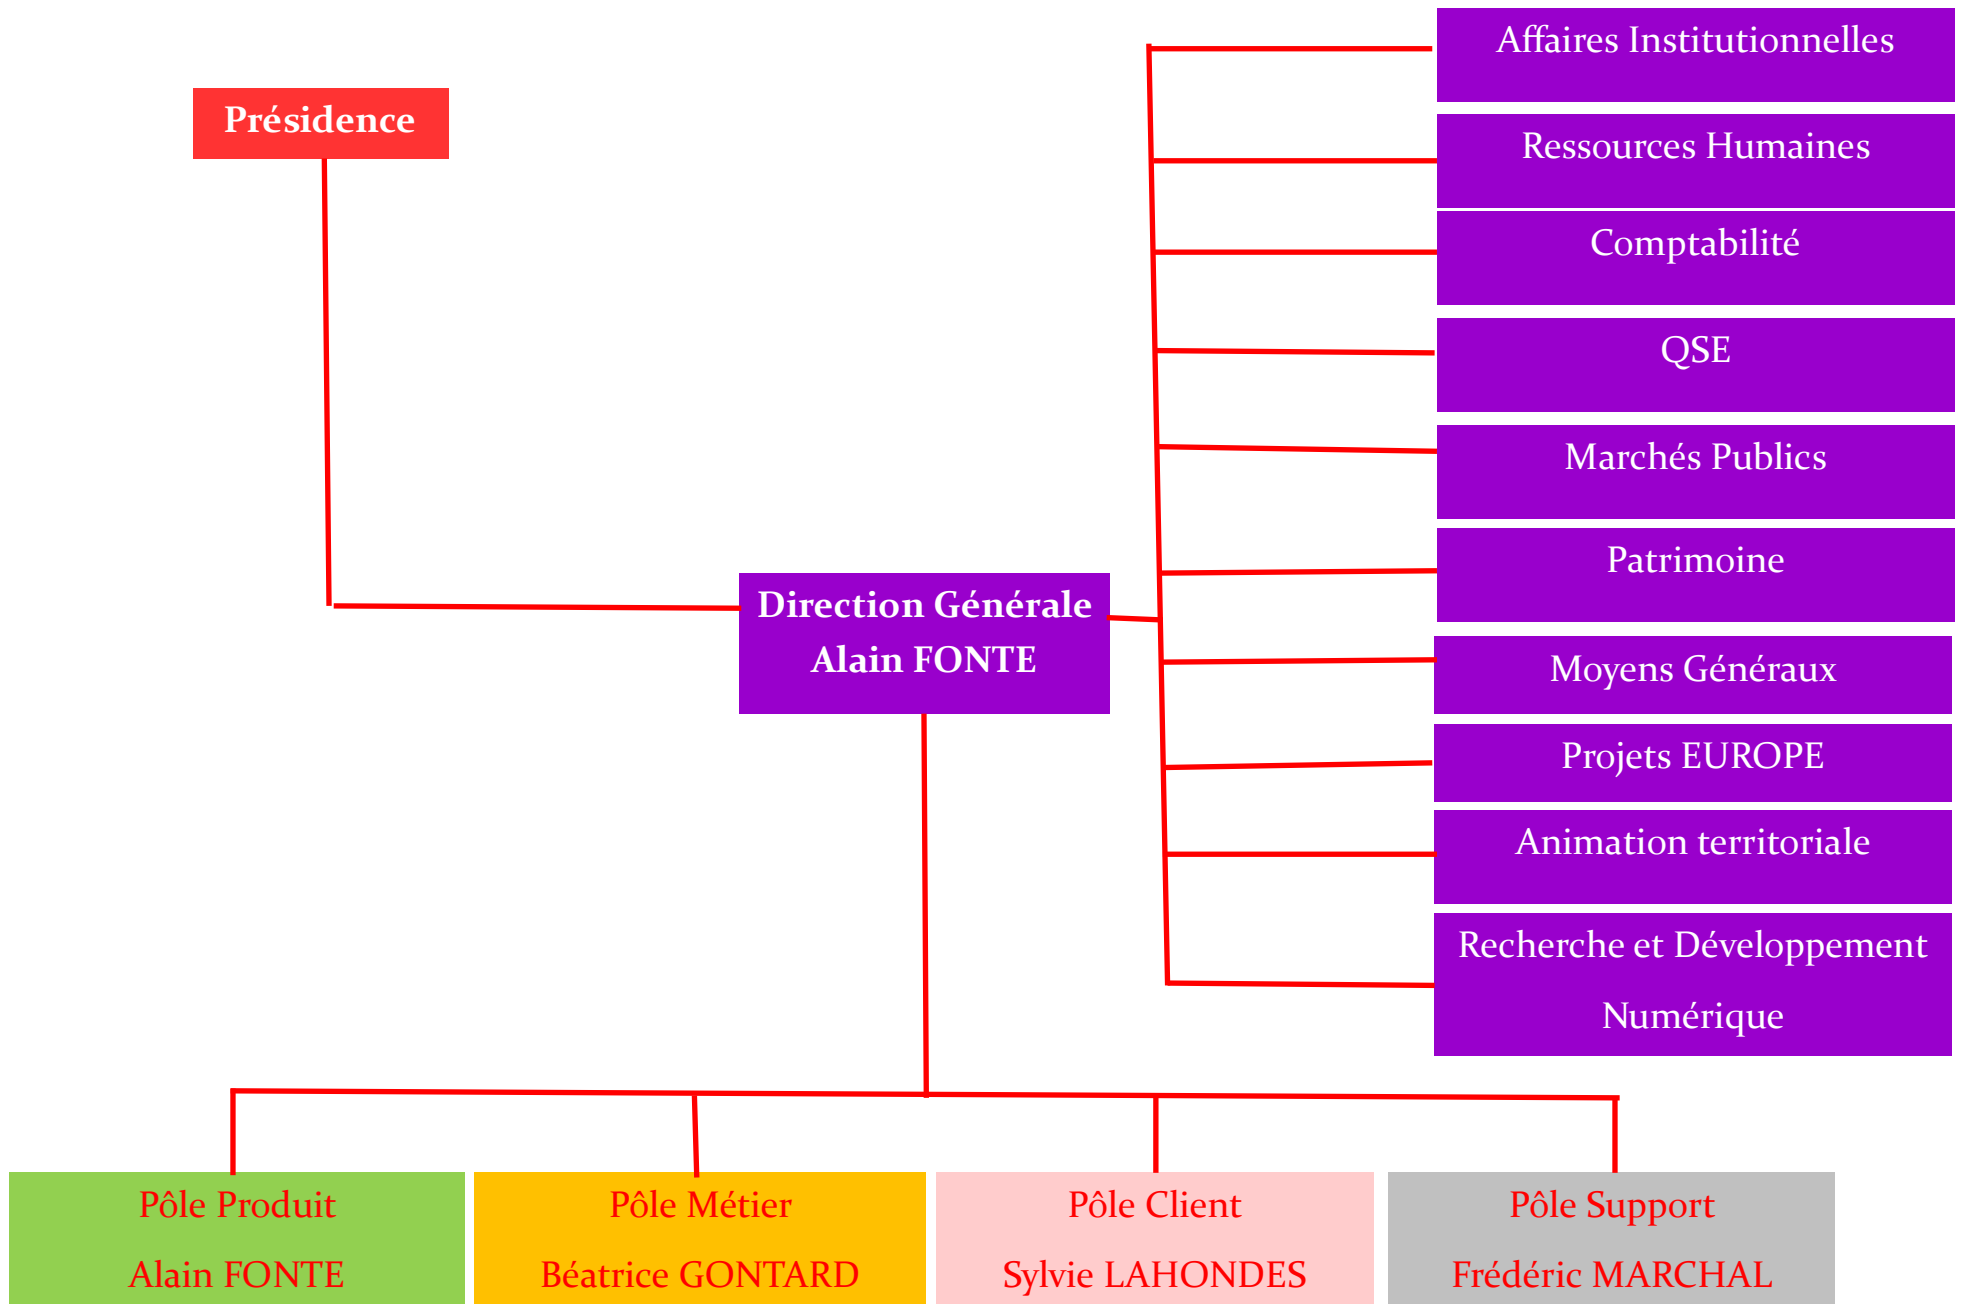 Présidence
Direction Générale
Alain FONTE
Affaires Institutionnelles
Ressources Humaines
Comptabilité
QSE
Marchés Publics
Patrimoine
Moyens Généraux
Projets EUROPE
Animation territoriale
Recherche et Développement
Numérique
Pôle Produit
Alain FONTE
Pôle Métier
Béatrice GONTARD
Pôle Client
Sylvie LAHONDES
Pôle Support
Frédéric MARCHAL